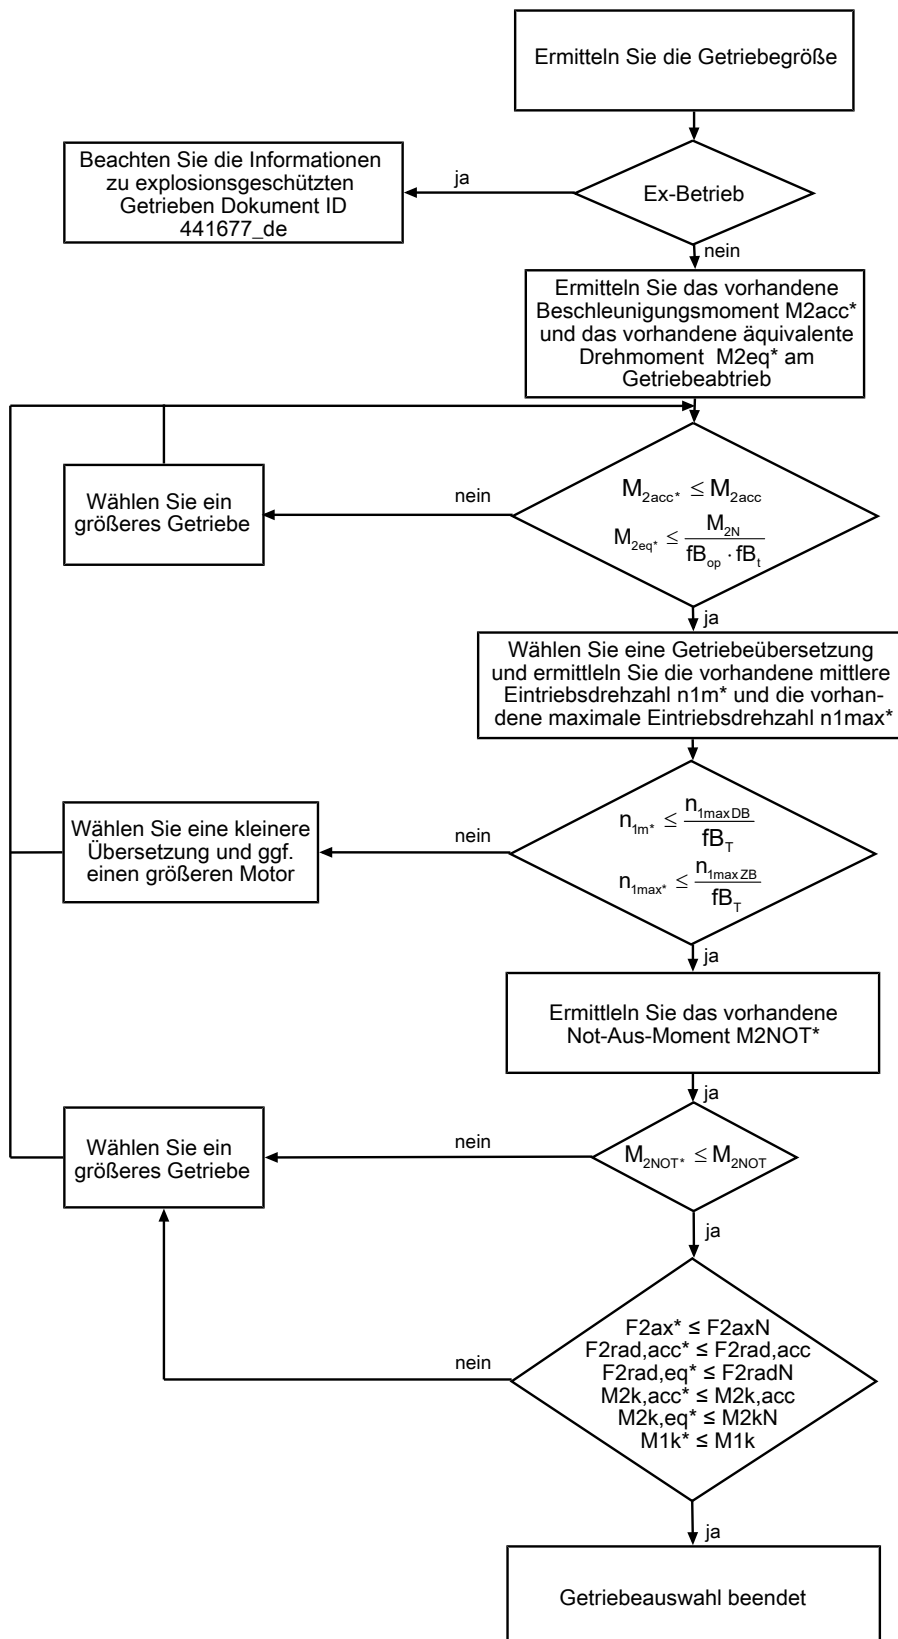 Ermitteln Sie die Getriebegröße
Beachten Sie die Informationen
zu explosionsgeschützten
Getrieben Dokument ID
441677_de
ja
Ex-Betrieb
nein
Ermitteln Sie das vorhandene
Beschleunigungsmoment M2acc*
und das vorhandene äquivalente
Drehmoment M2eq* am
Getriebeabtrieb
Wählen Sie ein
größeres Getriebe
nein
M2acc* ≤ M2acc
M2eq* ≤ M2N / fBop · fBt
ja
Wählen Sie eine Getriebeübersetzung
und ermittleln Sie die vorhandene mittlere
Eintriebsdrehzahl n1m* und die vorhan-
dene maximale Eintriebsdrehzahl n1max*
Wählen Sie eine kleinere
Übersetzung und ggf.
einen größeren Motor
nein
n1m* ≤ n1maxDB / fBT
n1max* ≤ n1maxZB / fBT
ja
Ermittleln Sie das vorhandene
Not-Aus-Moment M2NOT*
ja
Wählen Sie ein
größeres Getriebe
nein
M2NOT* ≤ M2NOT
ja
nein
F2ax* ≤ F2axN
F2rad,acc* ≤ F2rad,acc
F2rad,eq* ≤ F2radN
M2k,acc* ≤ M2k,acc
M2k,eq* ≤ M2kN
M1k* ≤ M1k
ja
Getriebeauswahl beendet